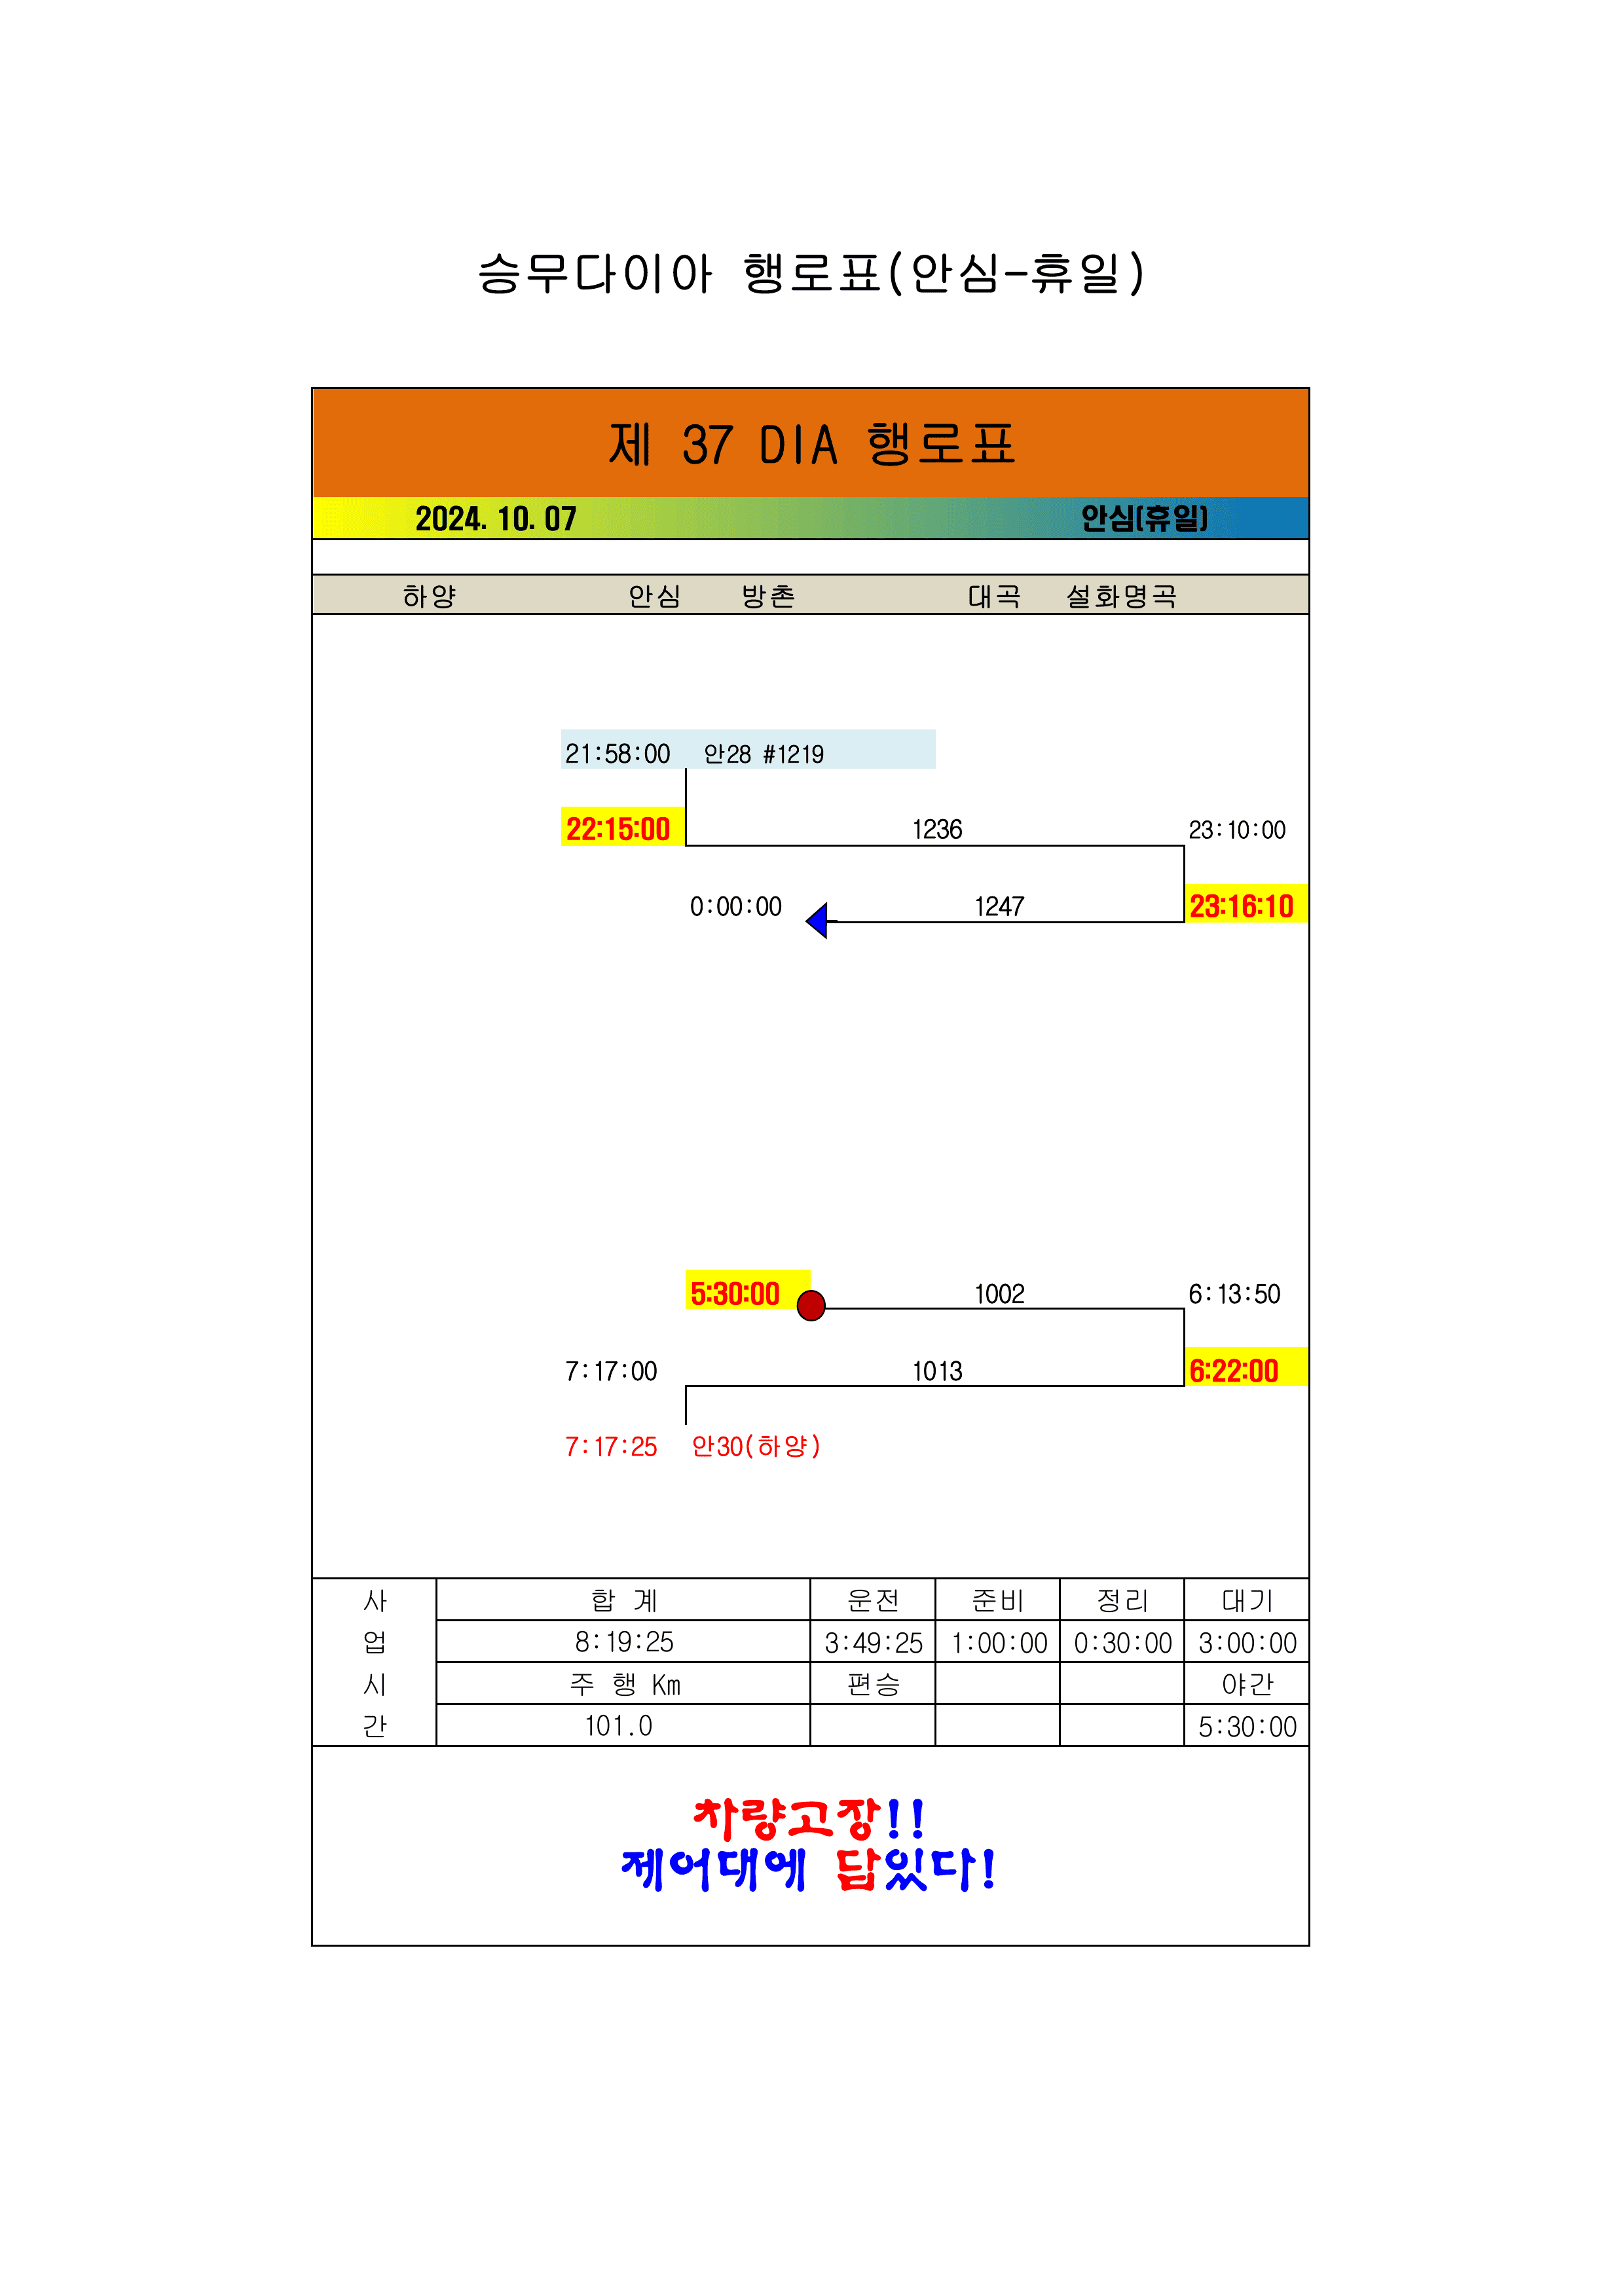 승무다이아 행로표(안심-휴일)
제 37 DIA 행로표
2024. 10. 07 안심(휴일)
하양 안심 방촌 대곡 설화명곡
21:58:00 안28 #1219
22:15:00 1236 23:10:00
0:00:00 1247 23:16:10
5:30:00 1002 6:13:50
7:17:00 1013 6:22:00
7:17:25 안30(하양)
사 합 계 운전 준비 정리 대기
업 8:19:25 3:49:25 1:00:00 0:30:00 3:00:00
시 주 행 Km 편승 야간
간 101.0 5:30:00
차량고장!!
제어대에 답있다!